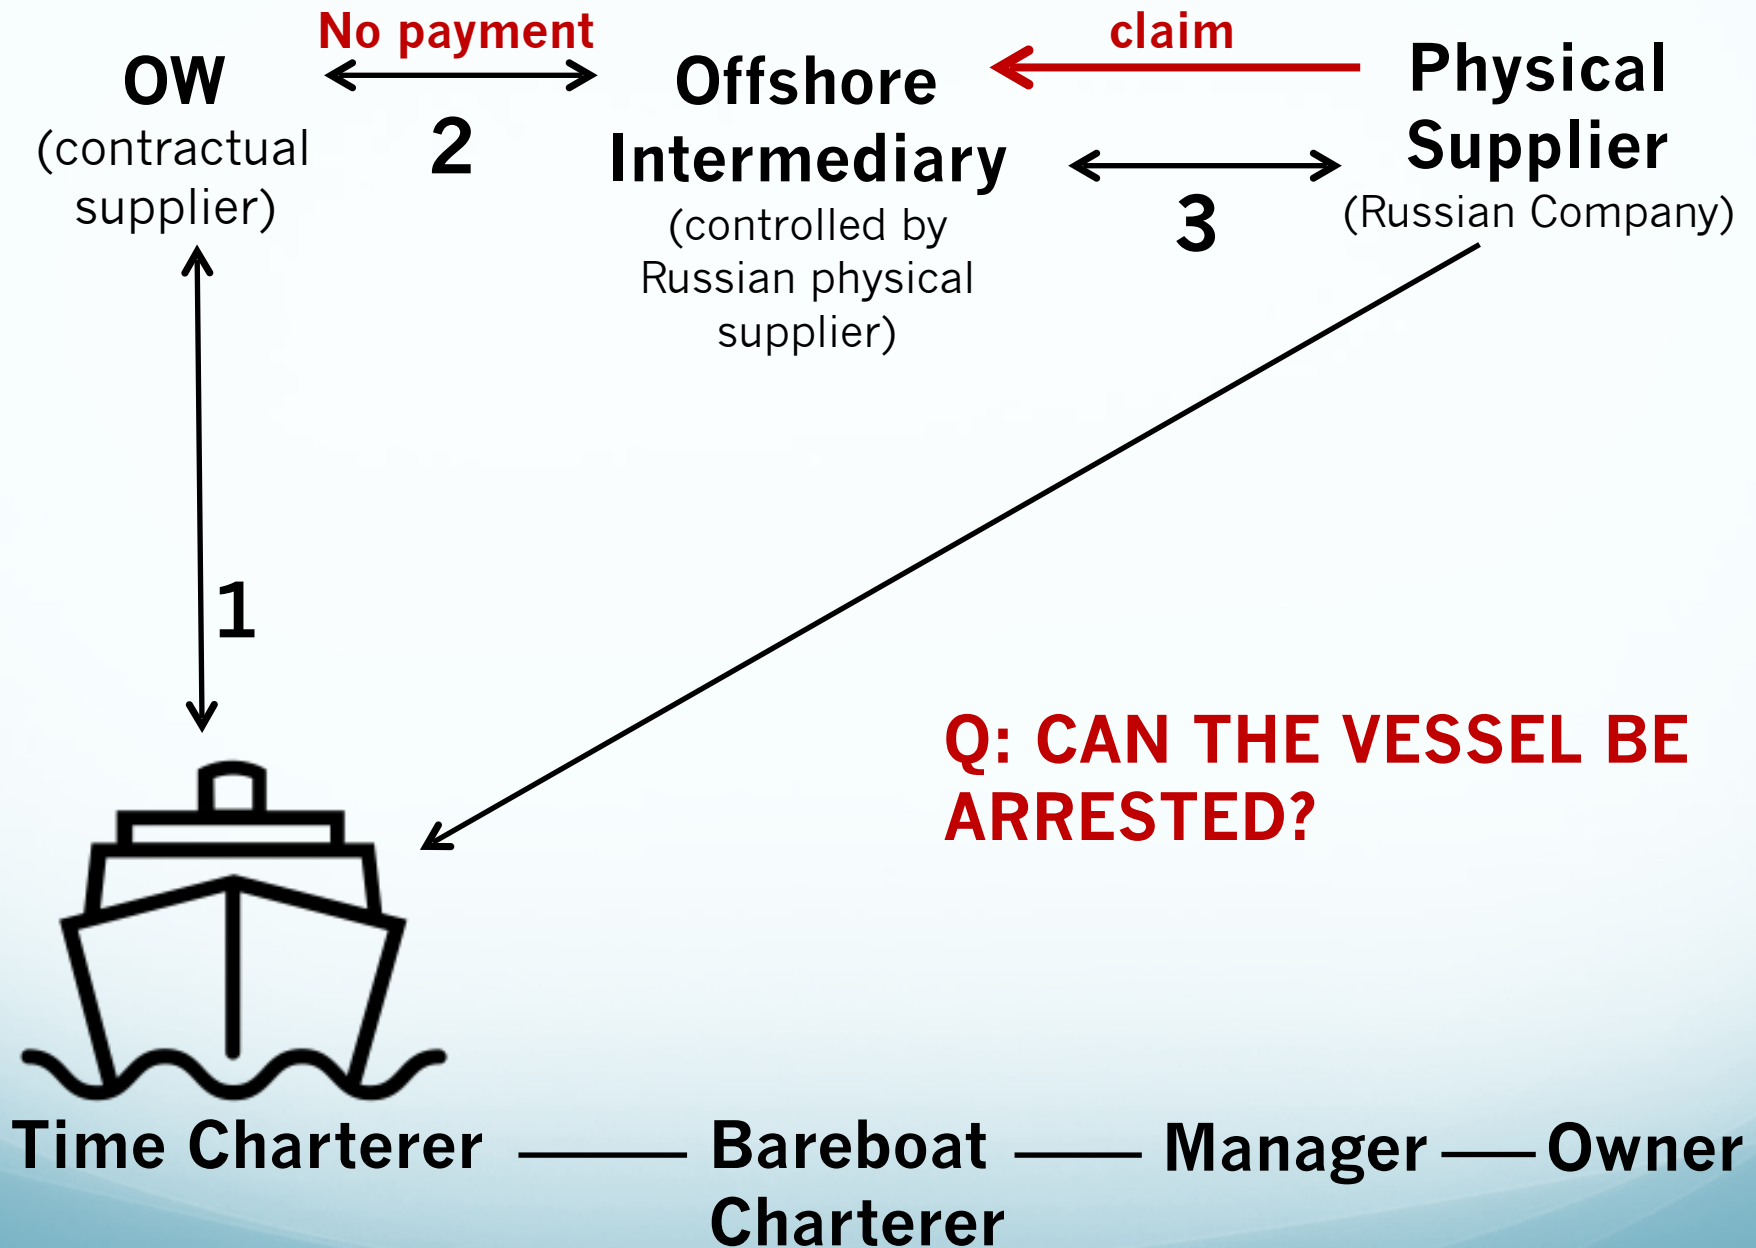 No payment
claim
OW
(contractual
supplier)
2
Offshore
Intermediary
(controlled by
Russian physical
supplier)
3
Physical
Supplier
(Russian Company)
1
Q: CAN THE VESSEL BE
ARRESTED?
Time Charterer
Bareboat
Charterer
Manager
Owner